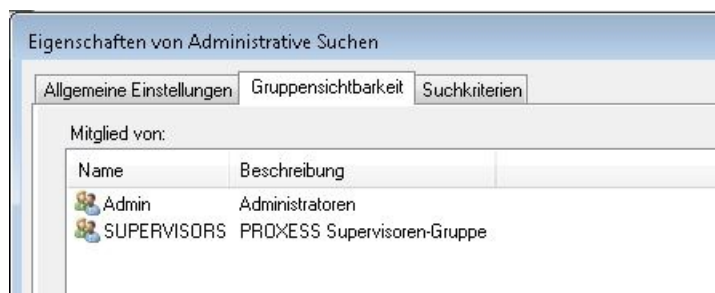 Eigenschaften von Administrative Suchen
Allgemeine Einstellungen Gruppensichtbarkeit Suchkriterien
Mitglied von:
Name Beschreibung
Admin Administratoren
SUPERVISORS PROXESS Supervisoren-Gruppe